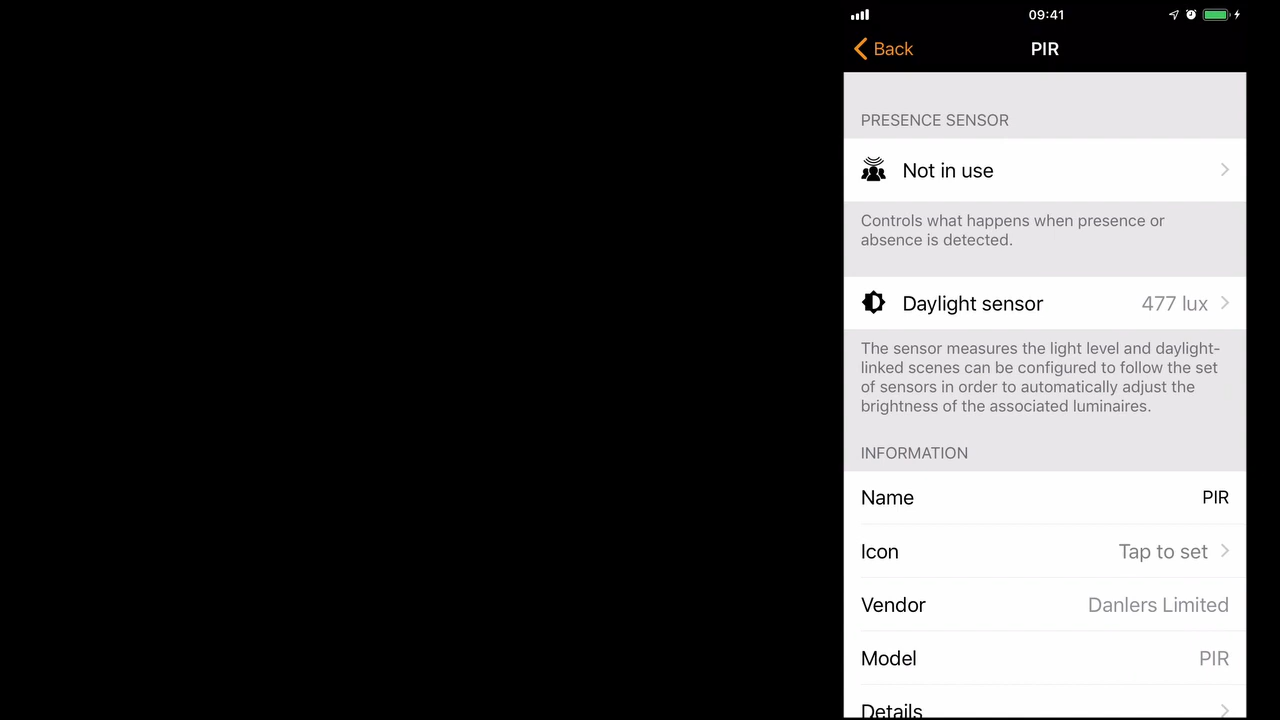 09:41
Back
PIR
PRESENCE SENSOR
Not in use
Controls what happens when presence or
absence is detected.
Daylight sensor 477 lux
The sensor measures the light level and daylight-
linked scenes can be configured to follow the set
of sensors in order to automatically adjust the
brightness of the associated luminaires.
INFORMATION
Name PIR
Icon Tap to set
Vendor Danlers Limited
Model PIR
Details